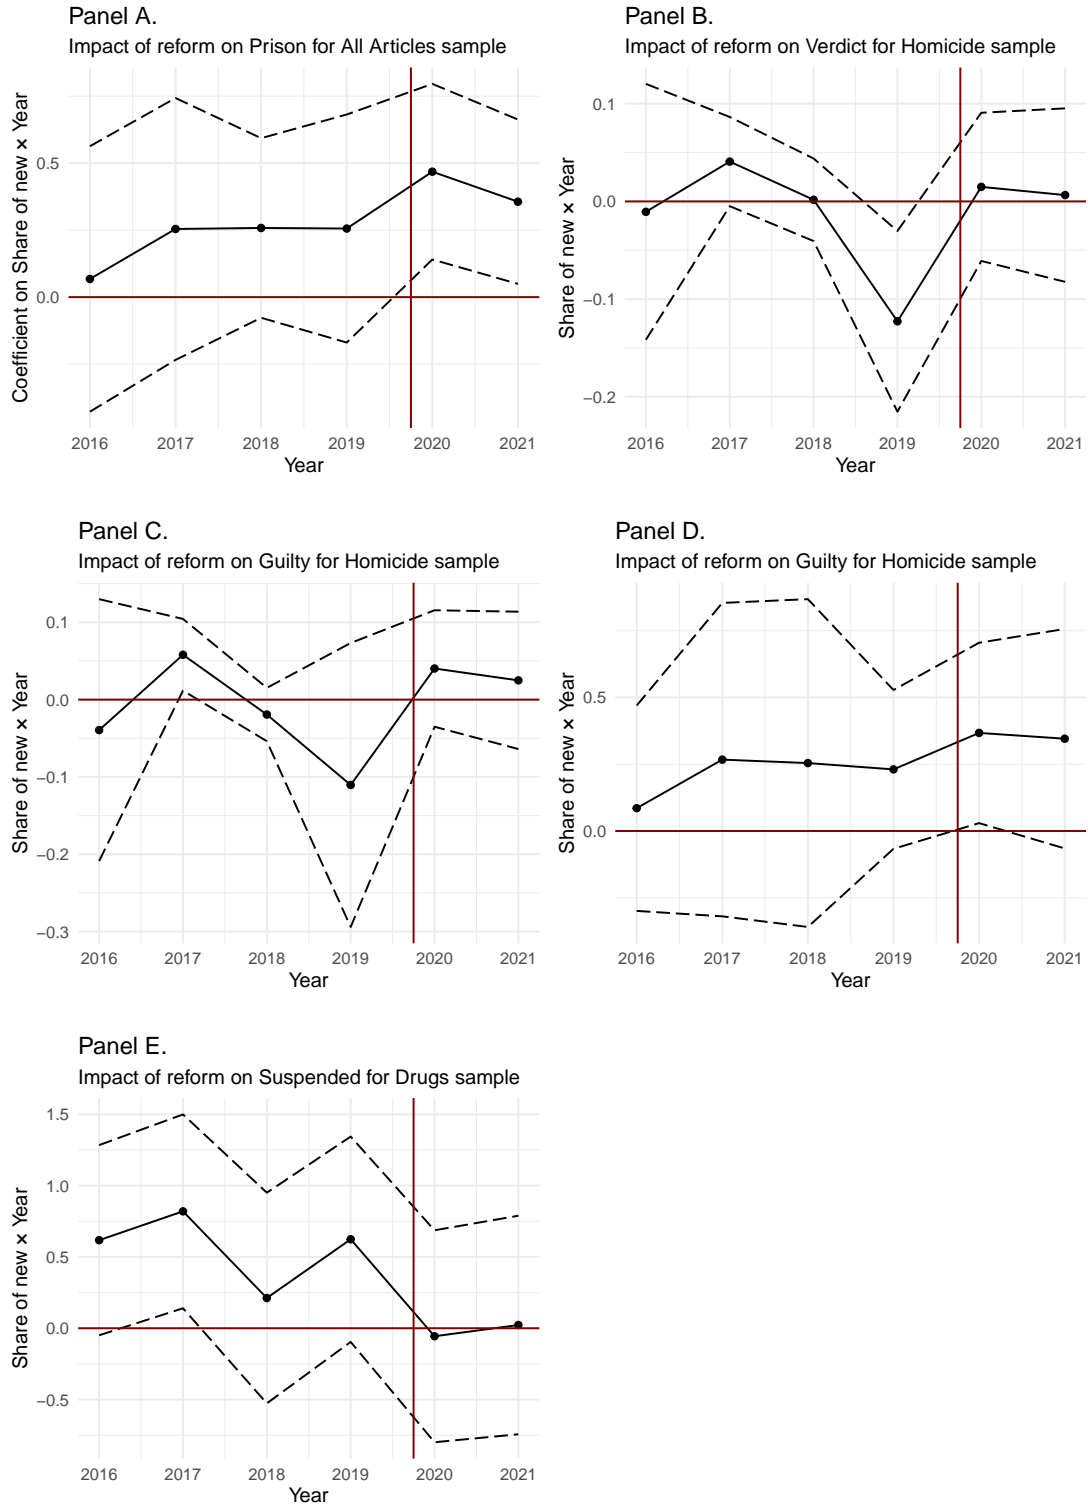 Panel A.
Impact of reform on Prison for All Articles sample
Coefficient on Share of new × Year
0.5
0.0
2016 2017 2018 2019 2020 2021
Year
Panel B.
Impact of reform on Verdict for Homicide sample
Share of new × Year
0.1
0.0
−0.1
−0.2
2016 2017 2018 2019 2020 2021
Year
Panel C.
Impact of reform on Guilty for Homicide sample
Share of new × Year
0.1
0.0
−0.1
−0.2
−0.3
2016 2017 2018 2019 2020 2021
Year
Panel D.
Impact of reform on Guilty for Homicide sample
Share of new × Year
0.5
0.0
2016 2017 2018 2019 2020 2021
Year
Panel E.
Impact of reform on Suspended for Drugs sample
Share of new × Year
1.5
1.0
0.5
0.0
−0.5
2016 2017 2018 2019 2020 2021
Year